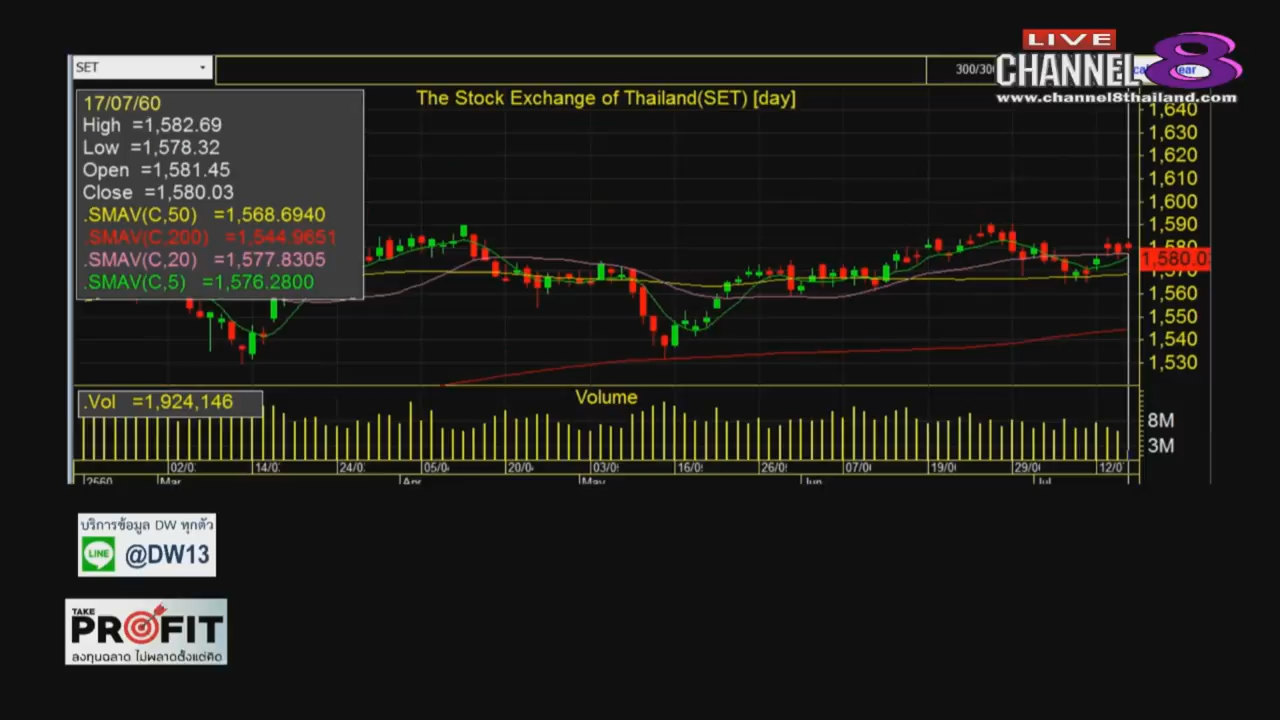 LIVE
CHANNEL 8
www.channel8thailand.com
SET
300/300
The Stock Exchange of Thailand(SET) [day]
17/07/60
High =1,582.69
Low =1,578.32
Open =1,581.45
Close =1,580.03
.SMAV(C,50) =1,568.6940
.SMAV(C,200) =1,544.9651
.SMAV(C,20) =1,577.8305
.SMAV(C,5) =1,576.2800
1,640
1,630
1,620
1,610
1,600
1,590
1,580
1,580.03
1,570
1,560
1,550
1,540
1,530
.Vol =1,924,146
Volume
8M
3M
02/0 14/0 24/0 05/0 20/0 03/0 16/0 26/0 07/0 19/0 29/0 12/0
2560 Mar Apr May Jun Jul
บริการข้อมูล DW ทุกตัว
LINE @DW13
TAKE
PROFIT
ลงทุนฉลาด ไม่พลาดตั้งแต่คิด